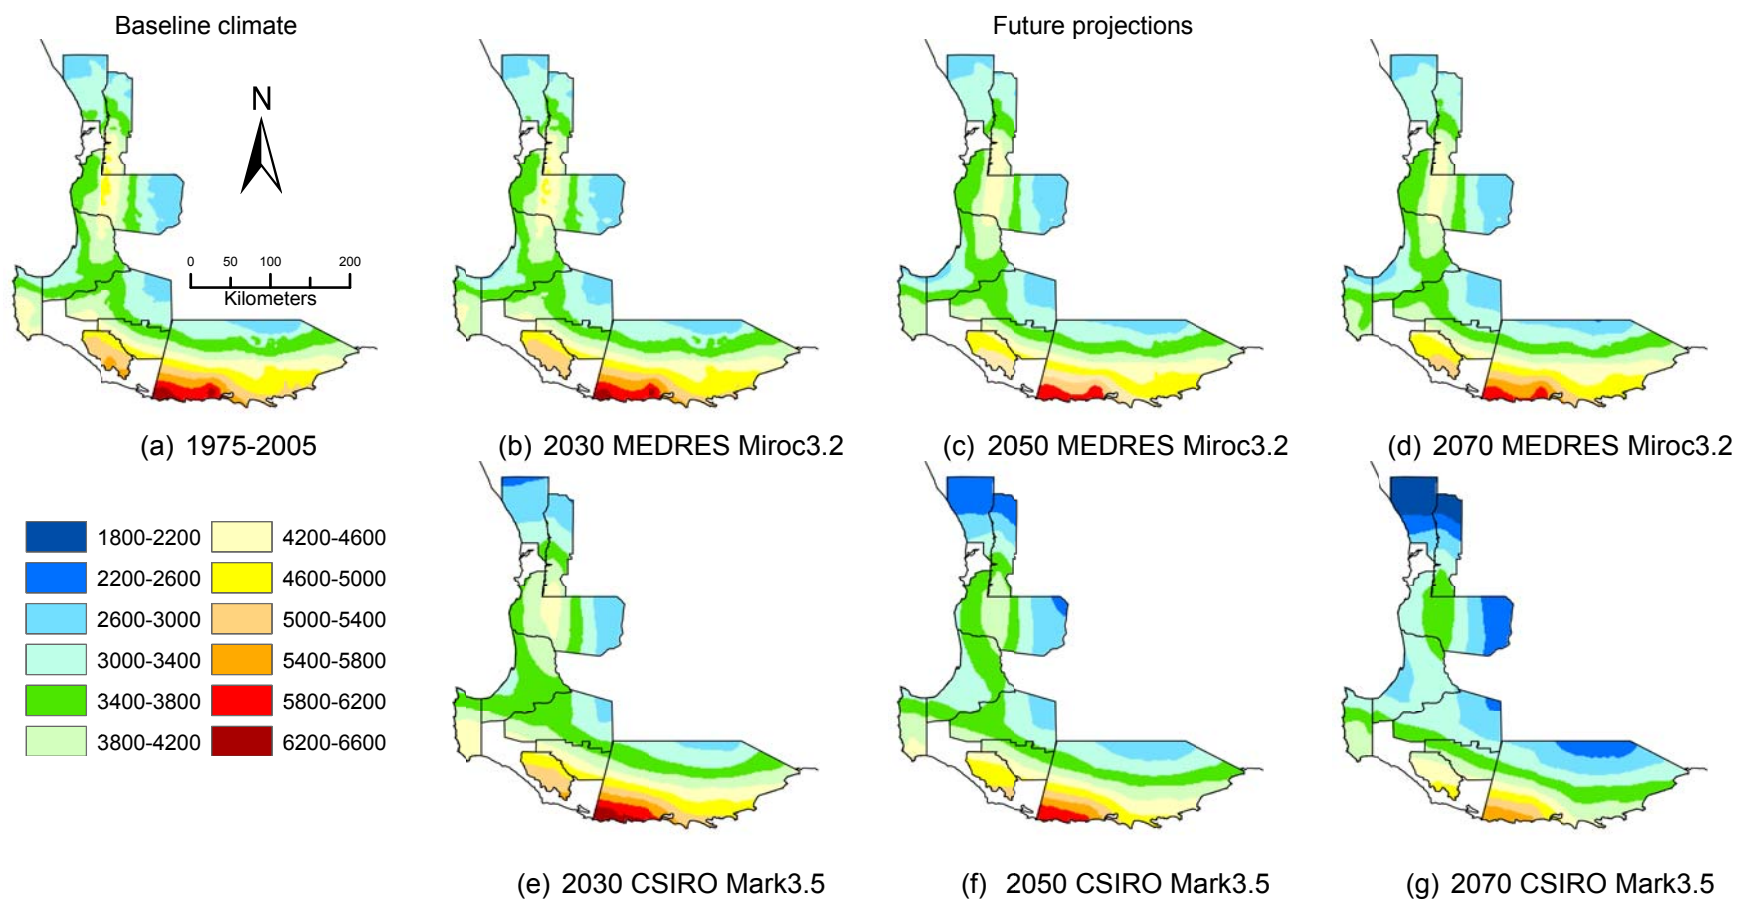 Baseline climate
Future projections
N
0 50 100 200
Kilometers
(a) 1975-2005
(b) 2030 MEDRES Miroc3.2
(c) 2050 MEDRES Miroc3.2
(d) 2070 MEDRES Miroc3.2
1800-2200
4200-4600
2200-2600
4600-5000
2600-3000
5000-5400
3000-3400
5400-5800
3400-3800
5800-6200
3800-4200
6200-6600
(e) 2030 CSIRO Mark3.5
(f) 2050 CSIRO Mark3.5
(g) 2070 CSIRO Mark3.5